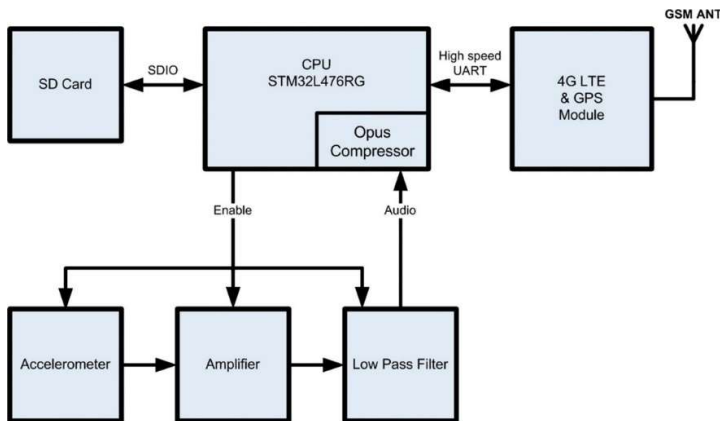 GSM ANT
SD Card
SDIO
CPU
STM32L476RG
Opus
Compressor
High speed
UART
4G LTE
& GPS
Module
Enable
Audio
Accelerometer
Amplifier
Low Pass Filter